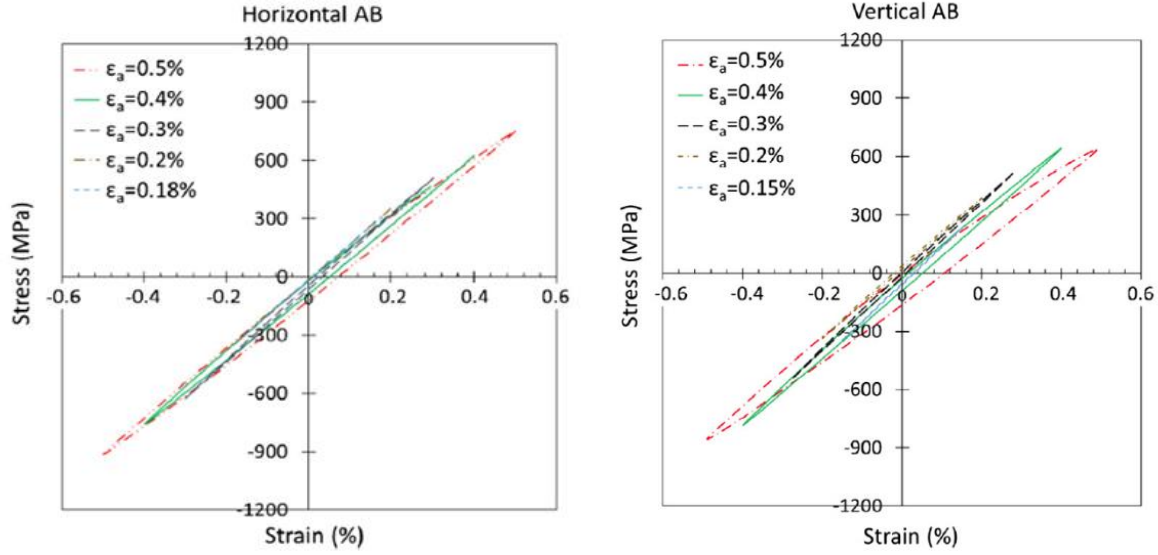 Horizontal AB
1200
900
600
300
0
-300
-600
-900
-1200
-0.6 -0.4 -0.2 0 0.2 0.4 0.6
εa=0.5%
εa=0.4%
εa=0.3%
εa=0.2%
εa=0.18%
Stress (MPa)
Strain (%)
Vertical AB
1200
900
600
300
0
-300
-600
-900
-1200
-0.6 -0.4 -0.2 0 0.2 0.4 0.6
εa=0.5%
εa=0.4%
εa=0.3%
εa=0.2%
εa=0.15%
Stress (MPa)
Strain (%)